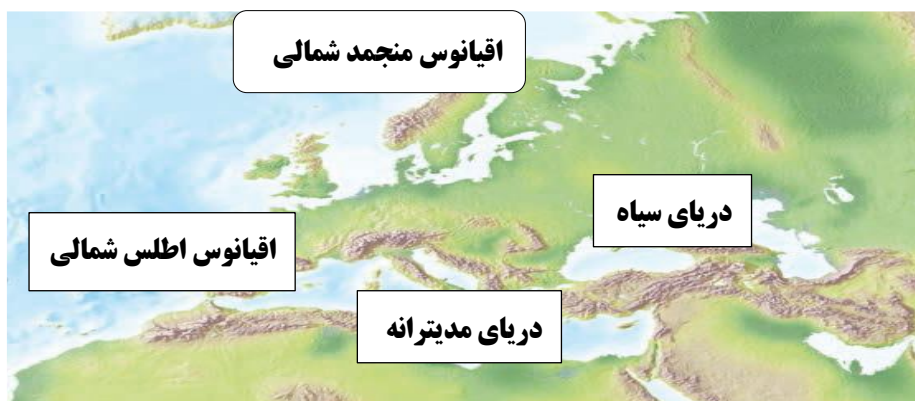 اقیانوس منجمد شمالی
دریای سیاه
اقیانوس اطلس شمالی
دریای مدیترانه